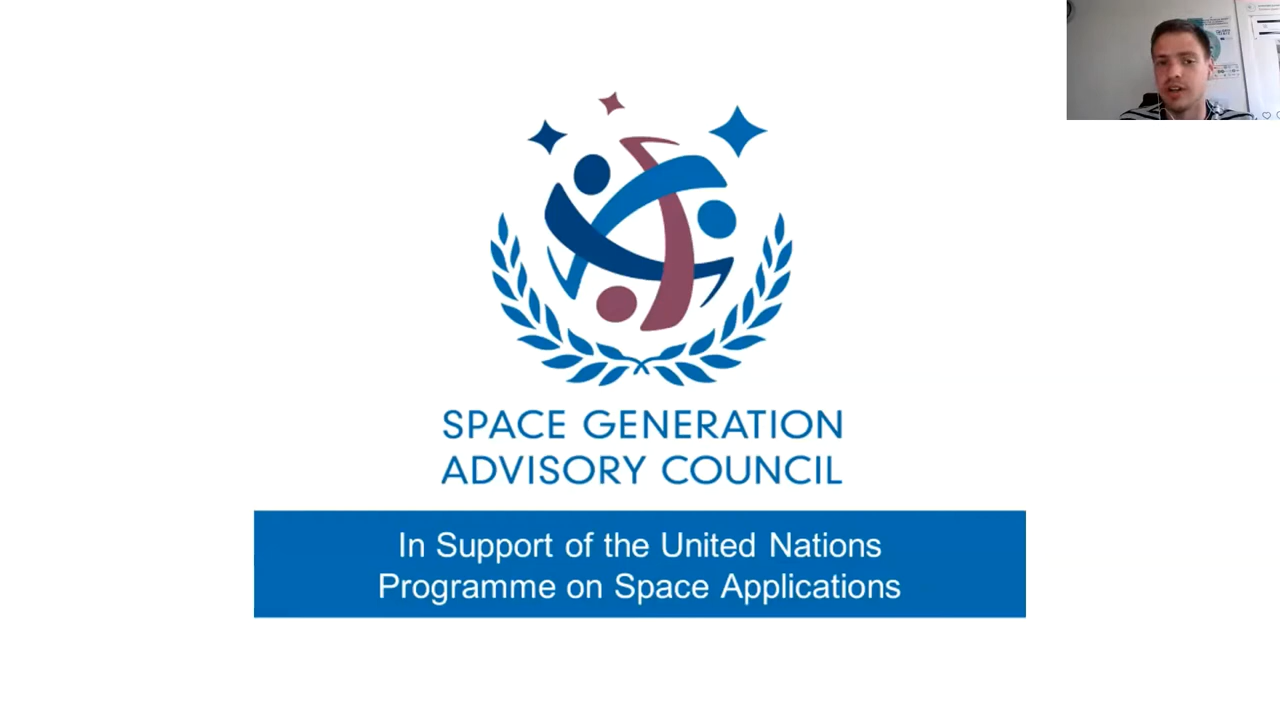 SPACE GENERATION
ADVISORY COUNCIL
In Support of the United Nations
Programme on Space Applications